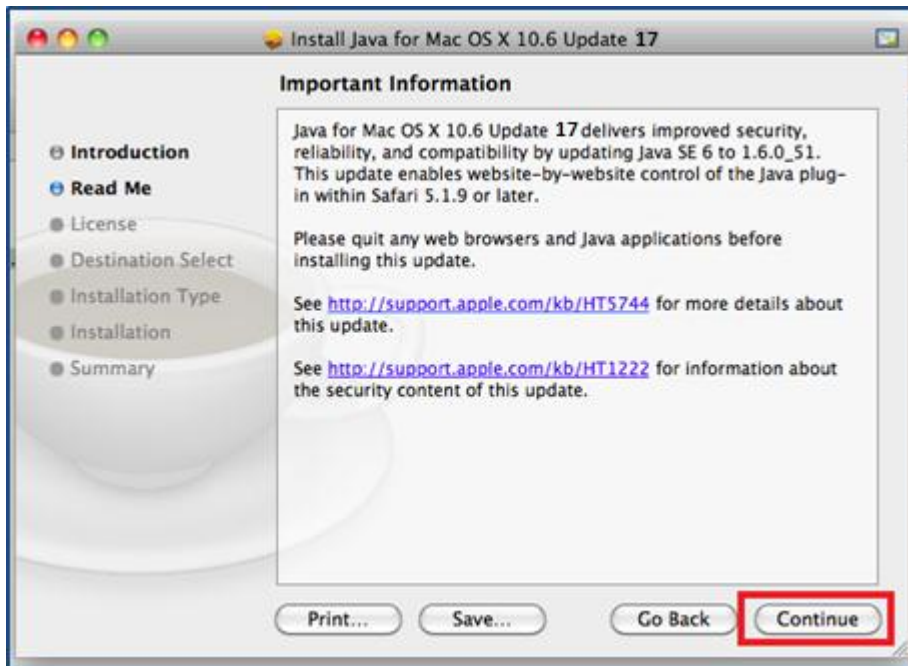 Install Java for Mac OS X 10.6 Update 17
Important Information
Introduction
Read Me
License
Destination Select
Installation Type
Installation
Summary
Java for Mac OS X 10.6 Update 17 delivers improved security,
reliability, and compatibility by updating Java SE 6 to 1.6.0_51.
This update enables website-by-website control of the Java plug-
in within Safari 5.1.9 or later.
Please quit any web browsers and Java applications before
installing this update.
See http://support.apple.com/kb/HT5744 for more details about
this update.
See http://support.apple.com/kb/HT1222 for information about
the security content of this update.
Print... Save... Go Back Continue